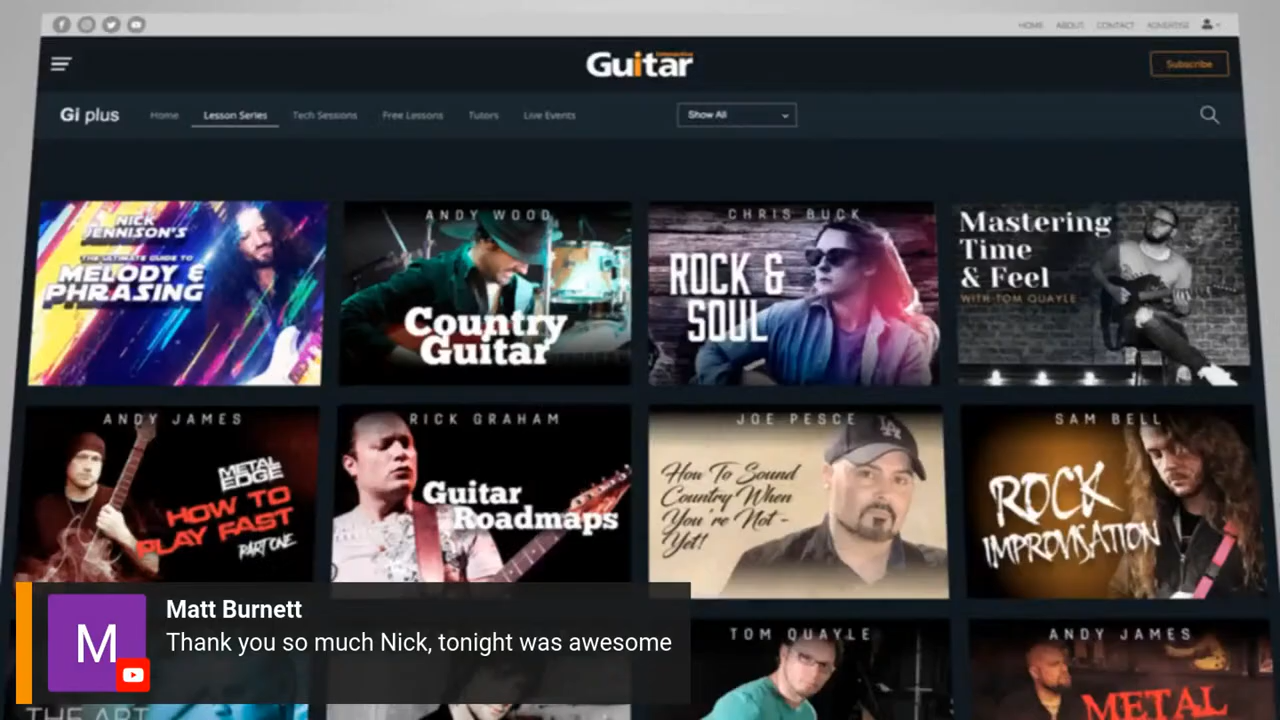 HOME ABOUT CONTACT ADVERTISE
Guitar
interactive
Subscribe
Gi plus Home Lesson Series Tech Sessions Free Lessons Tutors Live Events Show All
NICK
JENNISON'S
THE ULTIMATE GUIDE TO
MELODY &
PHRASING
ANDY WOOD
Country
Guitar
CHRIS BUCK
ROCK &
SOUL
Mastering
Time
& Feel
WITH TOM QUAYLE
ANDY JAMES
METAL
EDGE
HOW TO
PLAY FAST
PART ONE
RICK GRAHAM
Guitar
Roadmaps
JOE PESCE
How To Sound
Country When
You're Not -
Yet!
SAM BELL
ROCK
IMPROVISATION
Matt Burnett
M
Thank you so much Nick, tonight was awesome
THE ART
TOM QUAYLE
ANDY JAMES
METAL